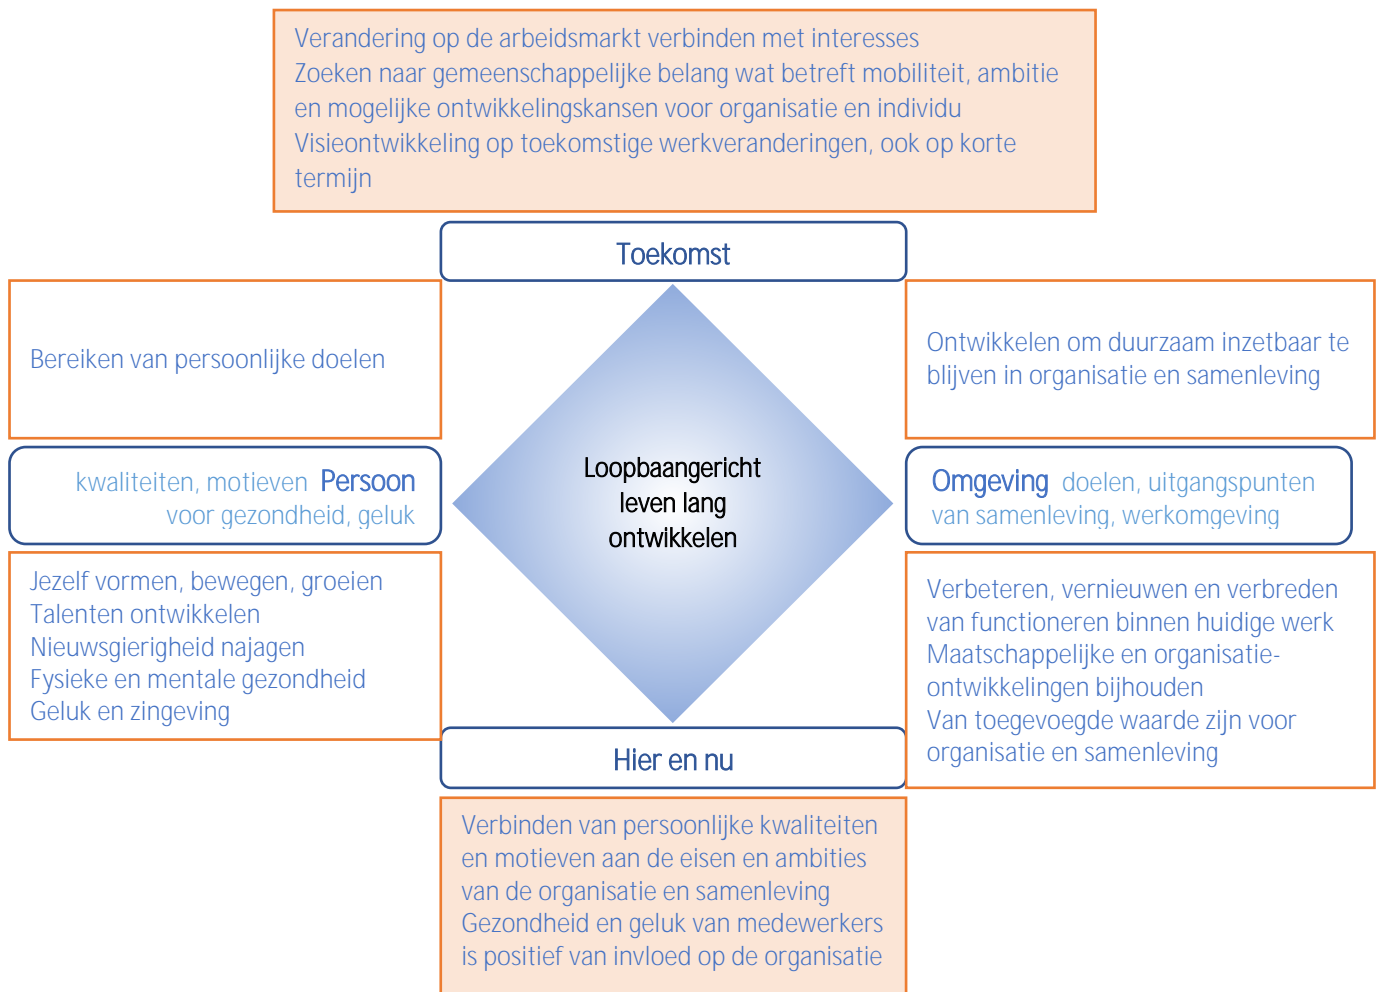 Verandering op de arbeidsmarkt verbinden met interesses
Zoeken naar gemeenschappelijke belang wat betreft mobiliteit, ambitie
en mogelijke ontwikkelingskansen voor organisatie en individu
Visieontwikkeling op toekomstige werkveranderingen, ook op korte
termijn
Toekomst
Bereiken van persoonlijke doelen
Ontwikkelen om duurzaam inzetbaar te
blijven in organisatie en samenleving
kwaliteiten, motieven Persoon
voor gezondheid, geluk
Loopbaangericht
leven lang
ontwikkelen
Omgeving doelen, uitgangspunten
van samenleving, werkomgeving
Jezelf vormen, bewegen, groeien
Talenten ontwikkelen
Nieuwsgierigheid najagen
Fysieke en mentale gezondheid
Geluk en zingeving
Verbeteren, vernieuwen en verbreden
van functioneren binnen huidige werk
Maatschappelijke en organisatie-
ontwikkelingen bijhouden
Van toegevoegde waarde zijn voor
organisatie en samenleving
Hier en nu
Verbinden van persoonlijke kwaliteiten
en motieven aan de eisen en ambities
van de organisatie en samenleving
Gezondheid en geluk van medewerkers
is positief van invloed op de organisatie